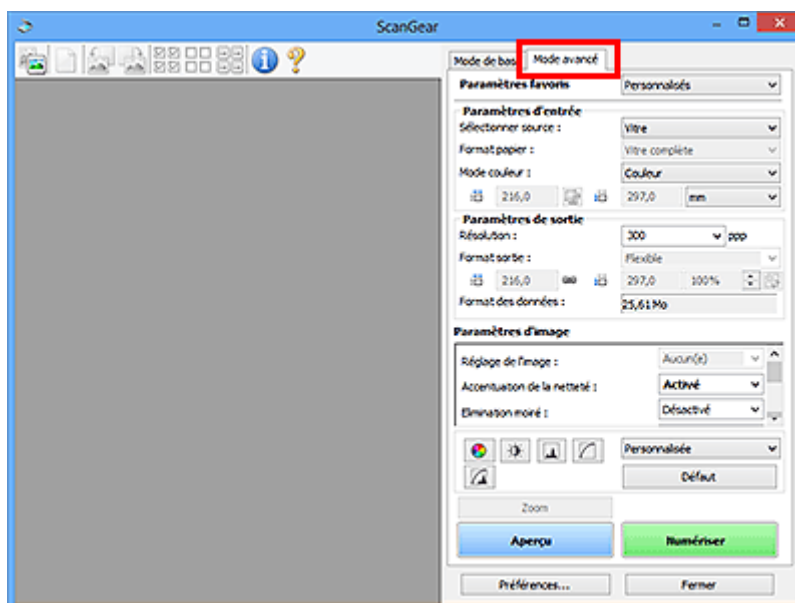 ScanGear
Mode de bas
Mode avancé
Paramètres favoris
Personnalisés
Paramètres d'entrée
Sélectionner source :
Vitre
Format papier :
Vitre complète
Mode couleur :
Couleur
216,0
297,0
mm
Paramètres de sortie
Résolution :
300
ppp
Format sortie :
Flexible
216,0
297,0
100%
Format des données :
25,61 Mo
Paramètres d'image
Réglage de l'image :
Aucun(e)
Accentuation de la netteté :
Activé
Elimination moiré :
Désactivé
Personnalisée
Défaut
Zoom
Aperçu
Numériser
Préférences...
Fermer